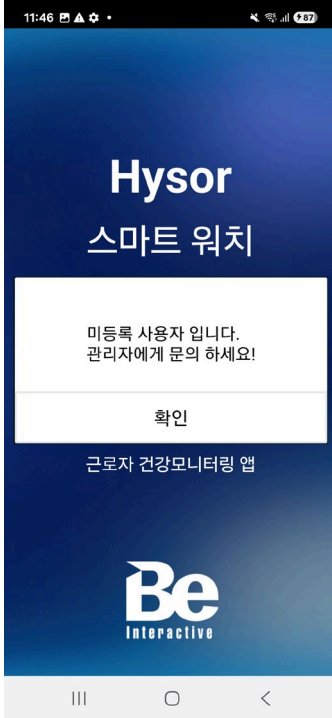 11:46
87
Hysor
스마트 워치
미등록 사용자 입니다.
관리자에게 문의 하세요!
확인
근로자 건강모니터링 앱
Be
Interactive